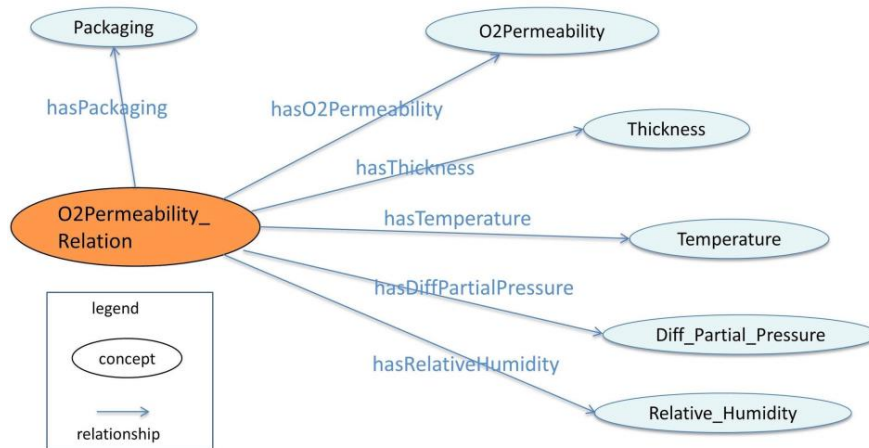 Packaging
O2Permeability
hasPackaging
hasO2Permeability
Thickness
hasThickness
O2Permeability_
Relation
hasTemperature
Temperature
hasDiffPartialPressure
legend
Diff_Partial_Pressure
concept
hasRelativeHumidity
Relative_Humidity
relationship